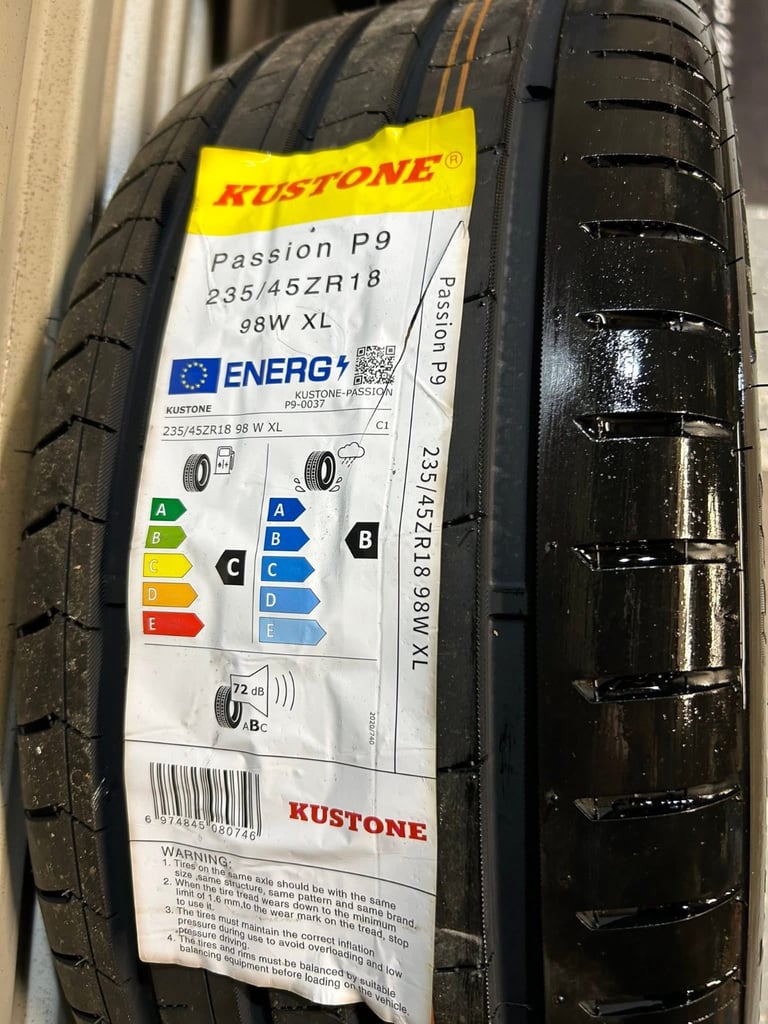 KUSTONE®
Passion P9
235/45ZR18
98W XL
ENERG
KUSTONE-PASSION
KUSTONE P9-0037
235/45ZR18 98 W XL C1
A A
B B B
C C C
D D
E E
72 dB
ABC
2020/740
Passion P9 235/45ZR18 98W XL
6 974845 080746
KUSTONE
WARNING:
1. Tires on the same axle should be with the same
size ,same structure, same pattern and same brand.
2. When the tire tread wears down to the minimum
limit of 1.6 mm,to the wear mark on the tread, stop
to use it.
3. The tires must maintain the correct inflation
pressure during use to avoid overloading and low
pressure driving.
4. The tires and rims must be balanced by suitable
balancing equipment before loading on the vehicle.